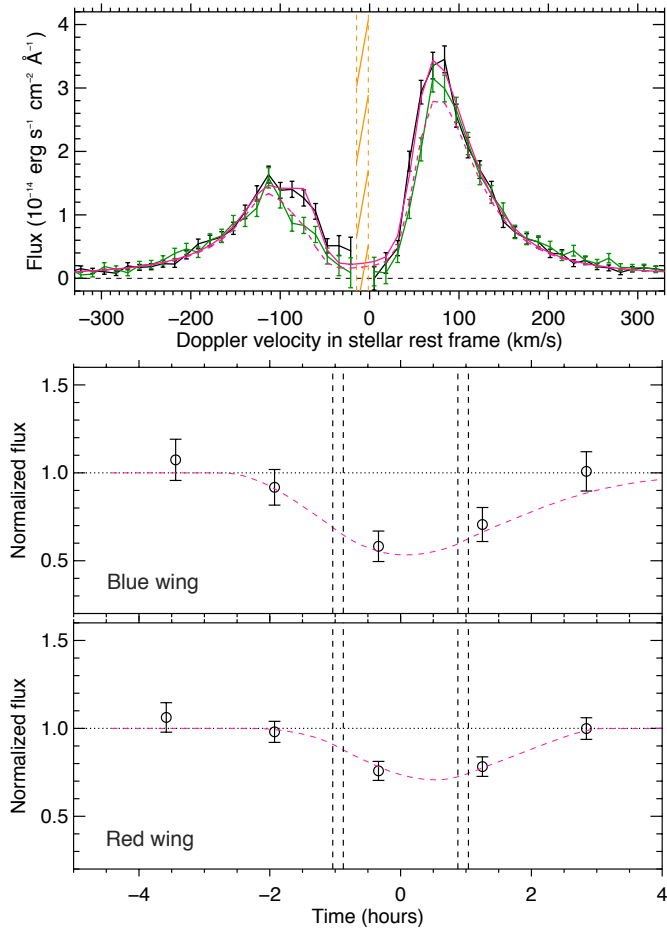 4
3
2
1
0
Flux (10⁻¹⁴ erg s⁻¹ cm⁻² Å⁻¹)
−300 −200 −100 0 100 200 300
Doppler velocity in stellar rest frame (km/s)
1.5
1.0
0.5
Normalized flux
Blue wing
1.5
1.0
0.5
Normalized flux
Red wing
−4 −2 0 2 4
Time (hours)